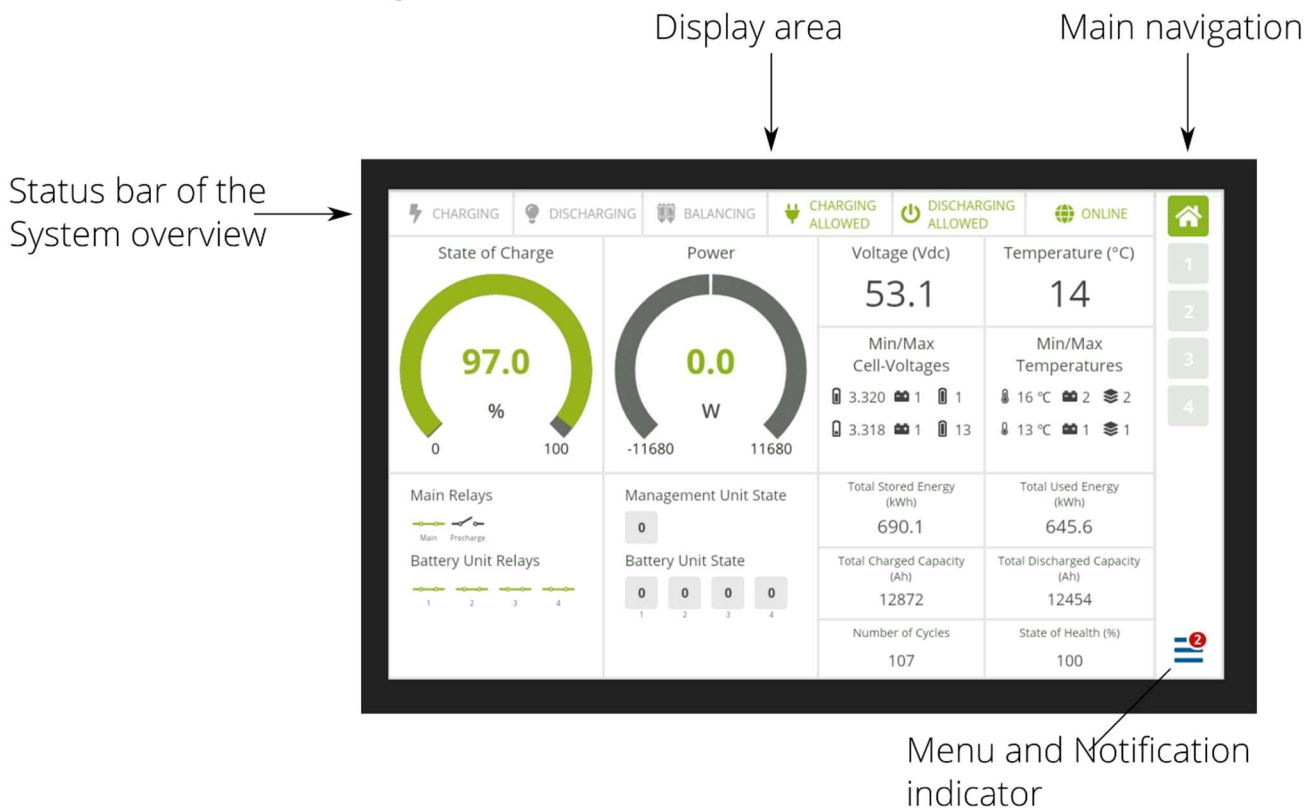 Display area
Main navigation
Status bar of the
System overview
CHARGING
DISCHARGING
BALANCING
CHARGING
ALLOWED
DISCHARGING
ALLOWED
ONLINE
State of Charge
97.0
%
0 100
Power
0.0
W
-11680 11680
Voltage (Vdc)
53.1
Temperature (°C)
14
Min/Max
Cell-Voltages
3.320 1 1
3.318 1 13
Min/Max
Temperatures
16 °C 2 2
13 °C 1 1
1
2
3
4
Main Relays
Main Precharge
Battery Unit Relays
1 2 3 4
Management Unit State
0
Battery Unit State
0 0 0 0
1 2 3 4
Total Stored Energy
(kWh)
690.1
Total Used Energy
(kWh)
645.6
Total Charged Capacity
(Ah)
12872
Total Discharged Capacity
(Ah)
12454
Number of Cycles
107
State of Health (%)
100
2
Menu and Notification
indicator